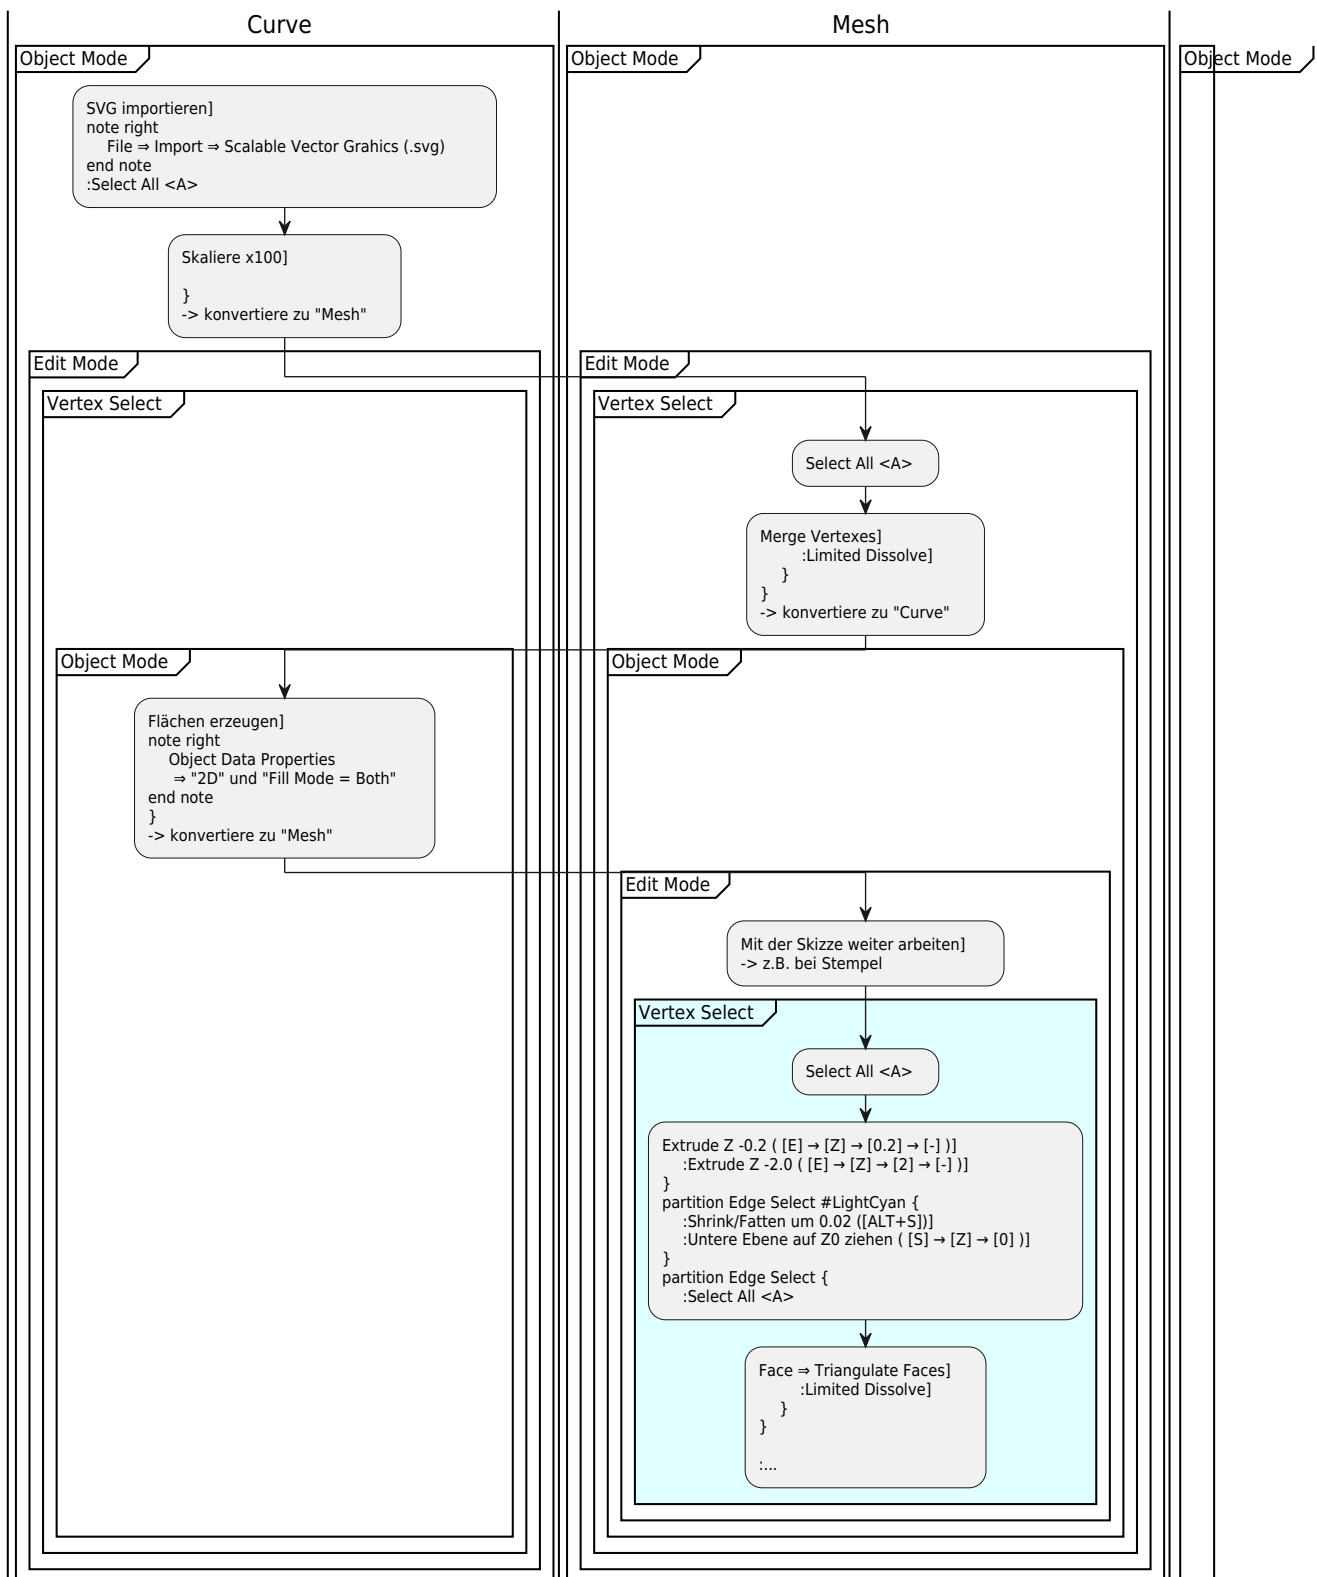 Curve
Mesh
Object Mode
Object Mode
Object Mode
SVG importieren]
note right
File ⇒ Import ⇒ Scalable Vector Grahics (.svg)
end note
:Select All <A>
Skaliere x100]
}
-> konvertiere zu "Mesh"
Edit Mode
Edit Mode
Vertex Select
Vertex Select
Select All <A>
Merge Vertexes]
:Limited Dissolve]
}
}
-> konvertiere zu "Curve"
Object Mode
Object Mode
Flächen erzeugen]
note right
Object Data Properties
⇒ "2D" und "Fill Mode = Both"
end note
}
-> konvertiere zu "Mesh"
Edit Mode
Mit der Skizze weiter arbeiten]
-> z.B. bei Stempel
Vertex Select
Select All <A>
Extrude Z -0.2 ( [E] → [Z] → [0.2] → [-] )]
:Extrude Z -2.0 ( [E] → [Z] → [2] → [-] )]
}
partition Edge Select #LightCyan {
:Shrink/Fatten um 0.02 ([ALT+S])]
:Untere Ebene auf Z0 ziehen ( [S] → [Z] → [0] )]
}
partition Edge Select {
:Select All <A>
Face ⇒ Triangulate Faces]
:Limited Dissolve]
}
}
:...